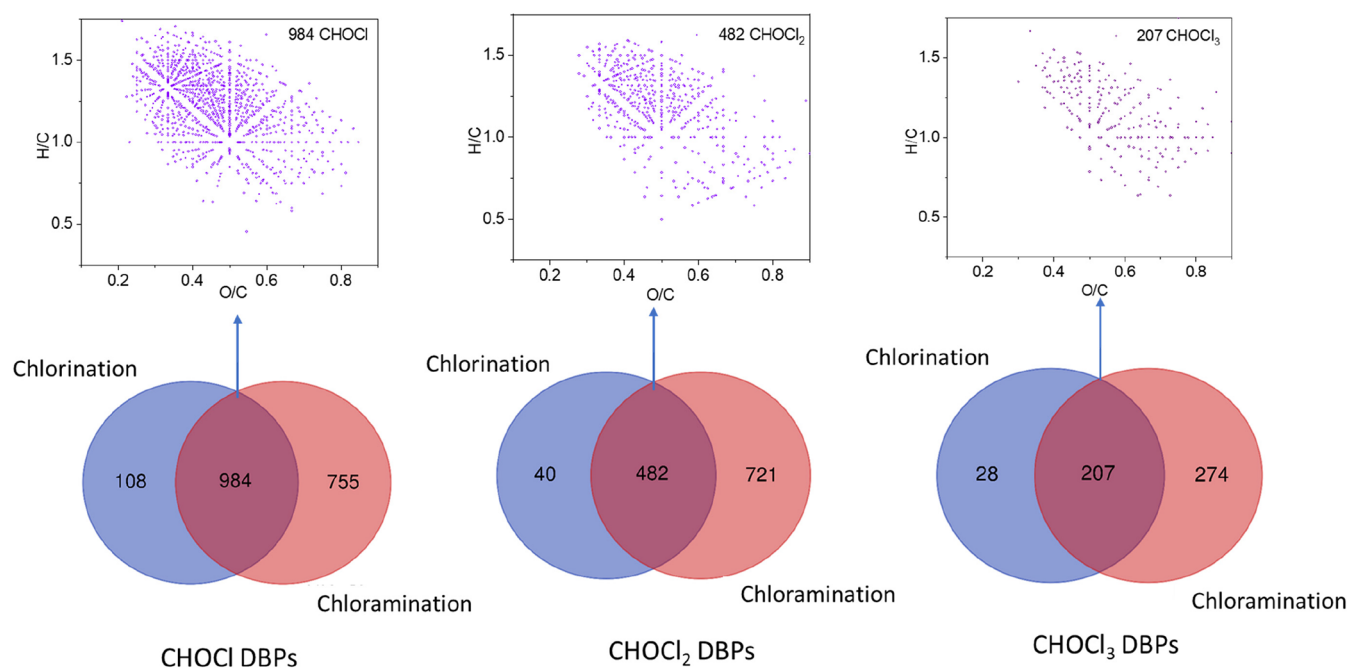 984 CHOCl
1.5
1.0
0.5
H/C
0.2
0.4
0.6
0.8
O/C
482 CHOCl₂
1.5
1.0
0.5
H/C
0.2
0.4
0.6
0.8
O/C
207 CHOCl₃
1.5
1.0
0.5
H/C
0.2
0.4
0.6
0.8
O/C
Chlorination
108
984
755
Chloramination
CHOCl DBPs
Chlorination
40
482
721
Chloramination
CHOCl₂ DBPs
Chlorination
28
207
274
Chloramination
CHOCl₃ DBPs